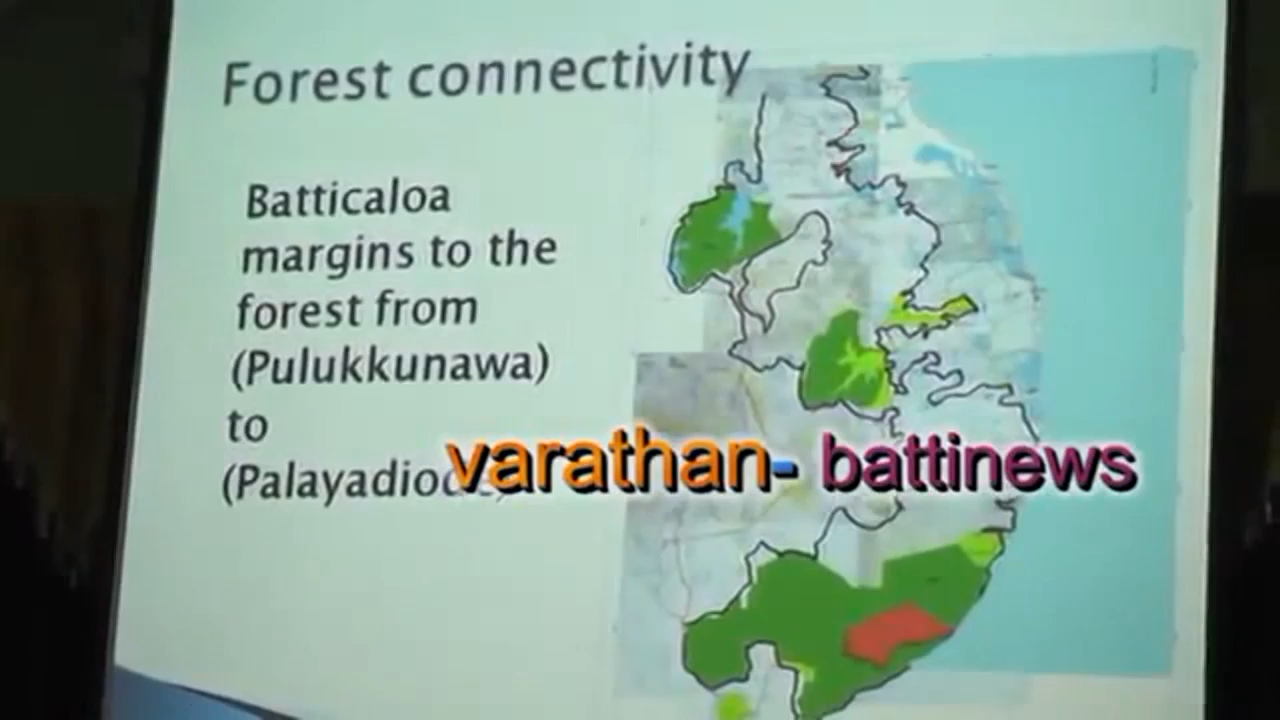 Forest connectivity
Batticaloa
margins to the
forest from
(Pulukkunawa)
to
varathan- battinews